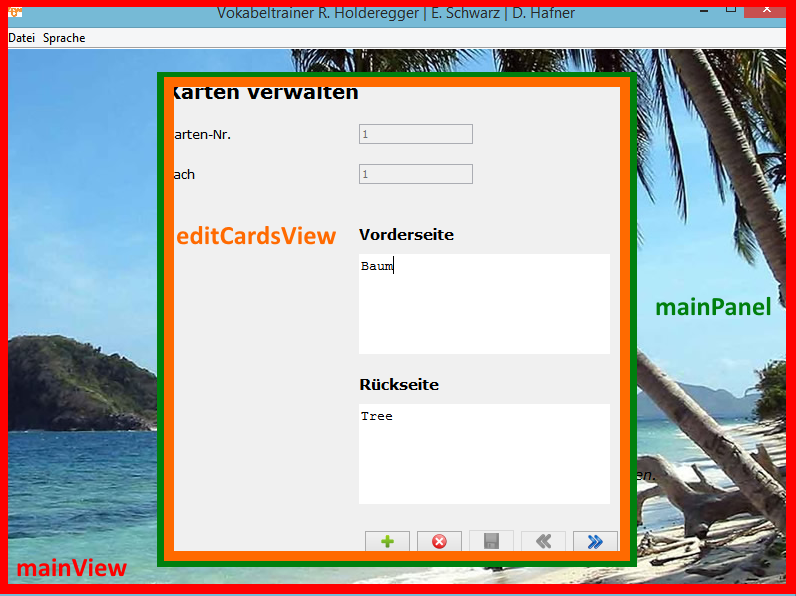 Vokabeltrainer R. Holderegger | E. Schwarz | D. Hafner
Datei Sprache
Karten verwalten
arten-Nr.
1
ach
1
editCardsView
Vorderseite
Baum
mainPanel
Rückseite
Tree
en.
mainView